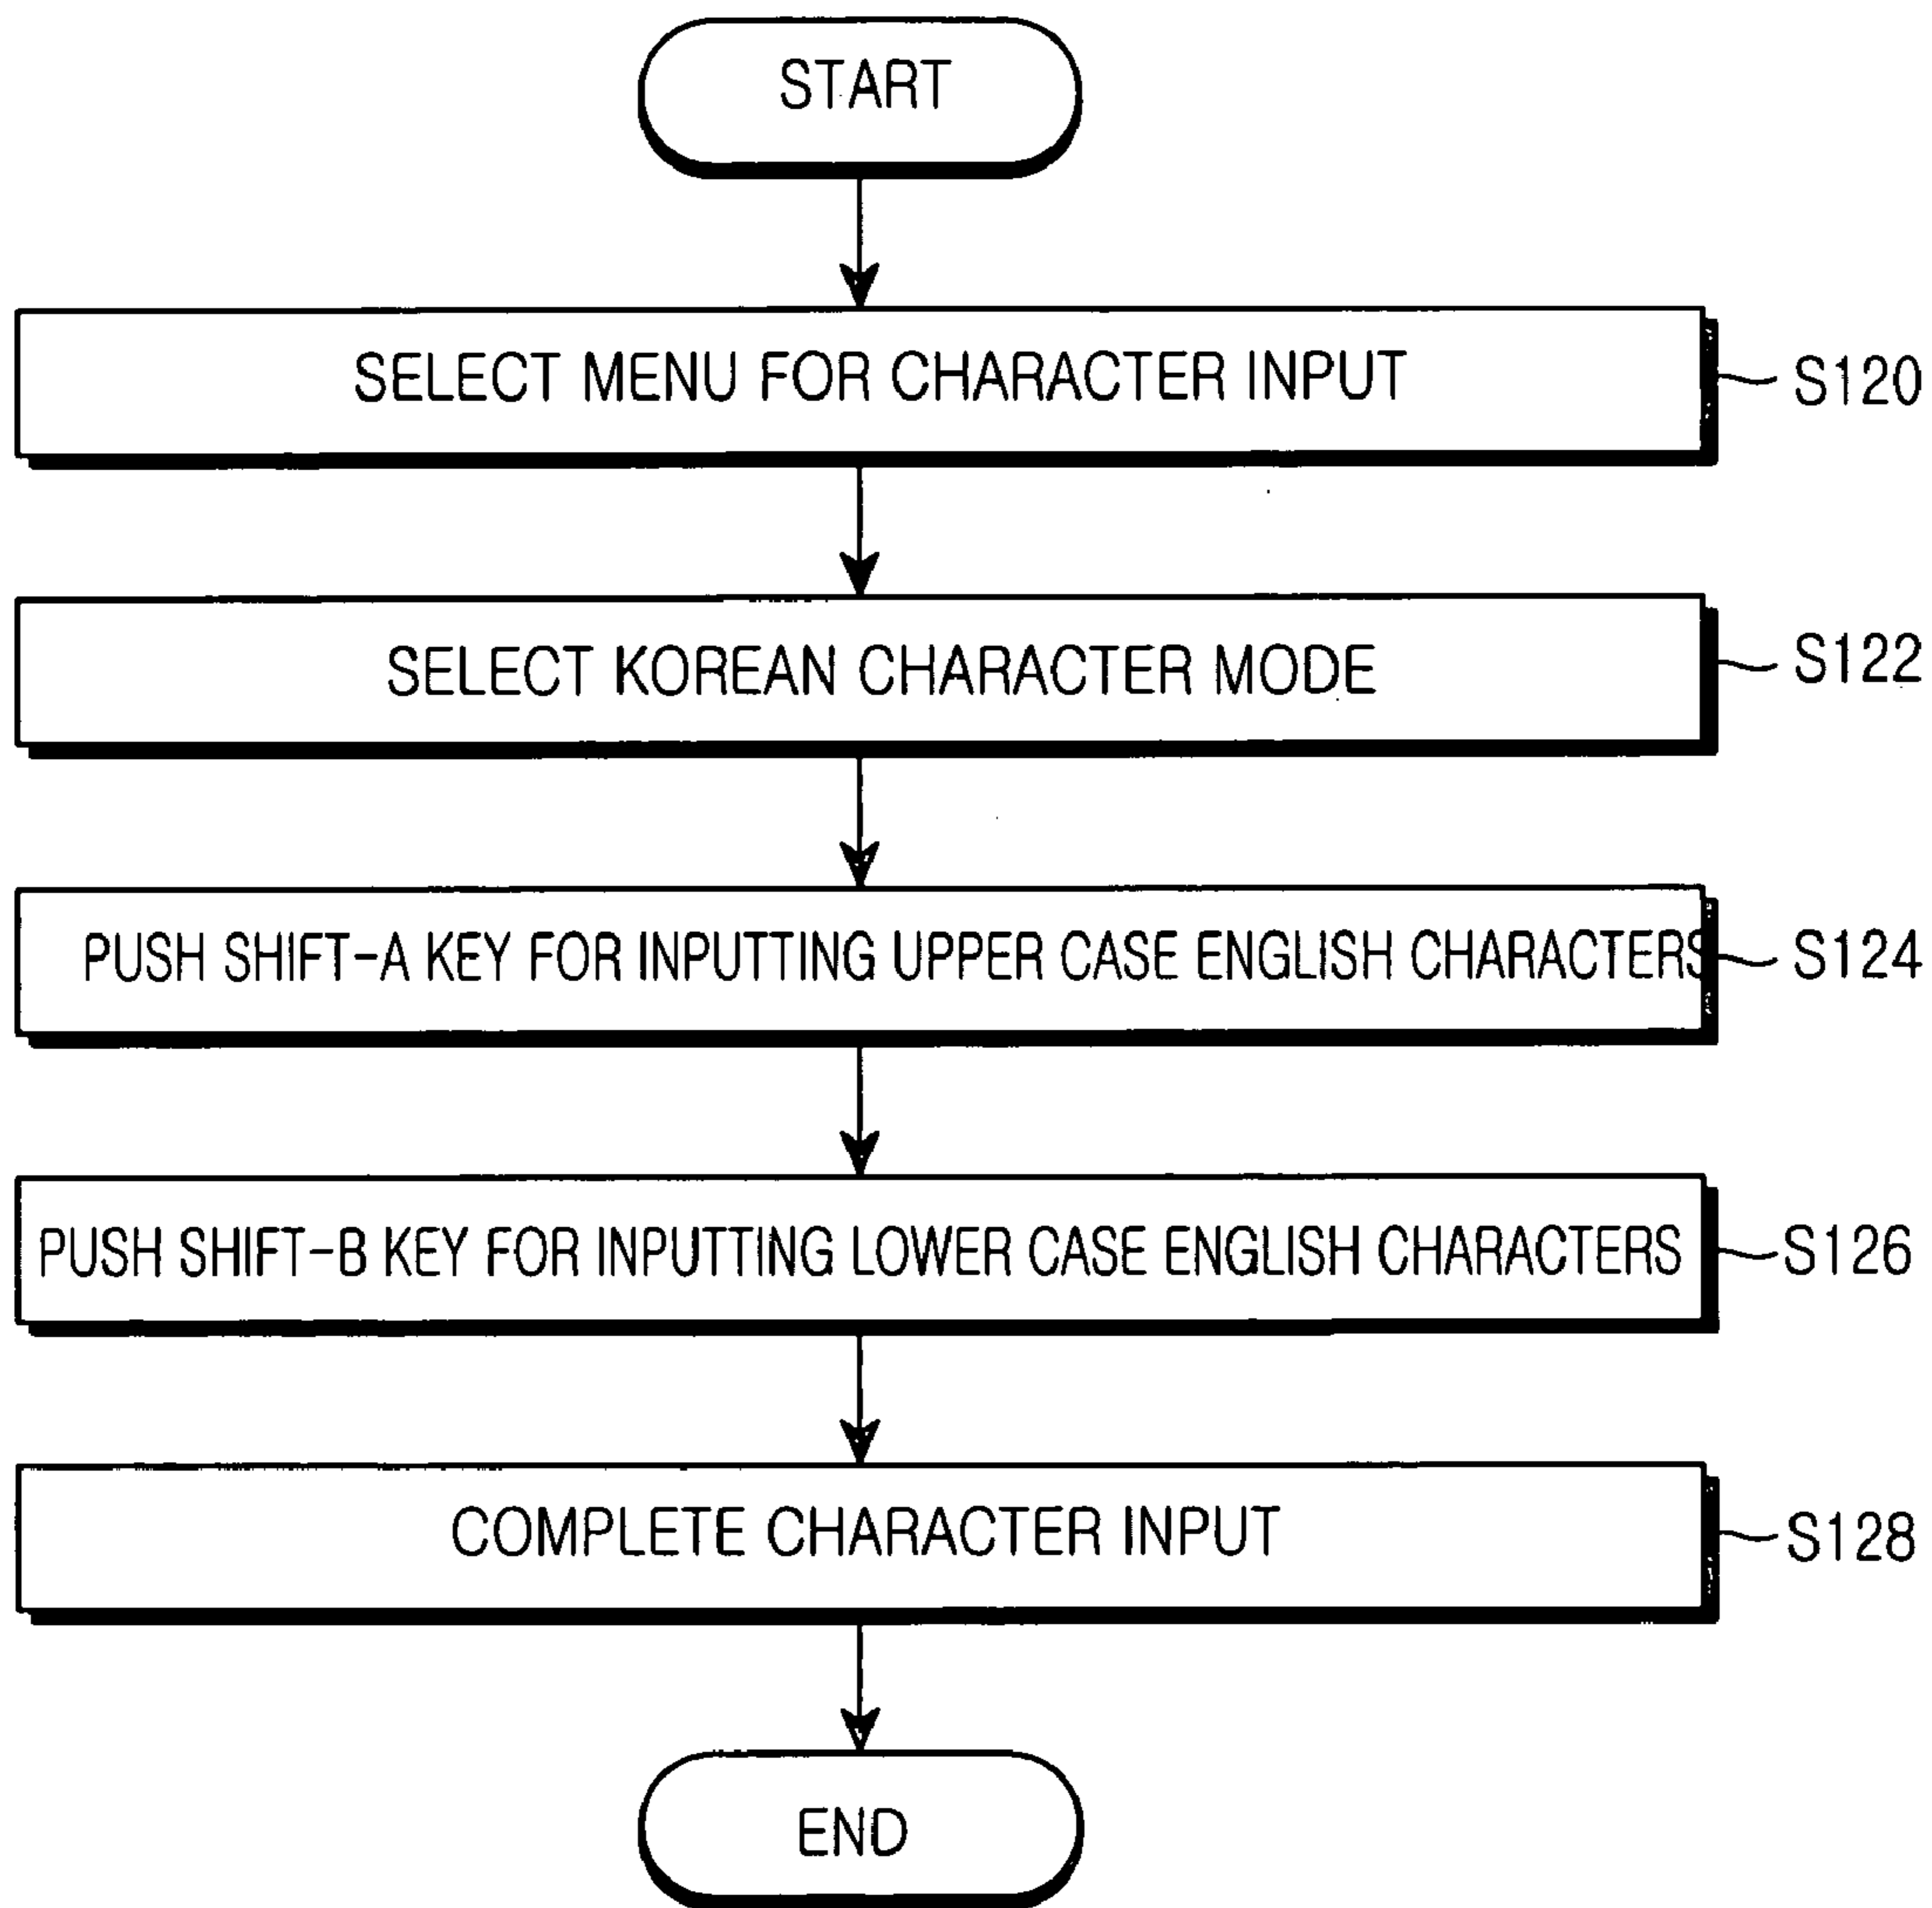 START
SELECT MENU FOR CHARACTER INPUT
S120
SELECT KOREAN CHARACTER MODE
S122
PUSH SHIFT-A KEY FOR INPUTTING UPPER CASE ENGLISH CHARACTERS
S124
PUSH SHIFT-B KEY FOR INPUTTING LOWER CASE ENGLISH CHARACTERS
S126
COMPLETE CHARACTER INPUT
S128
END